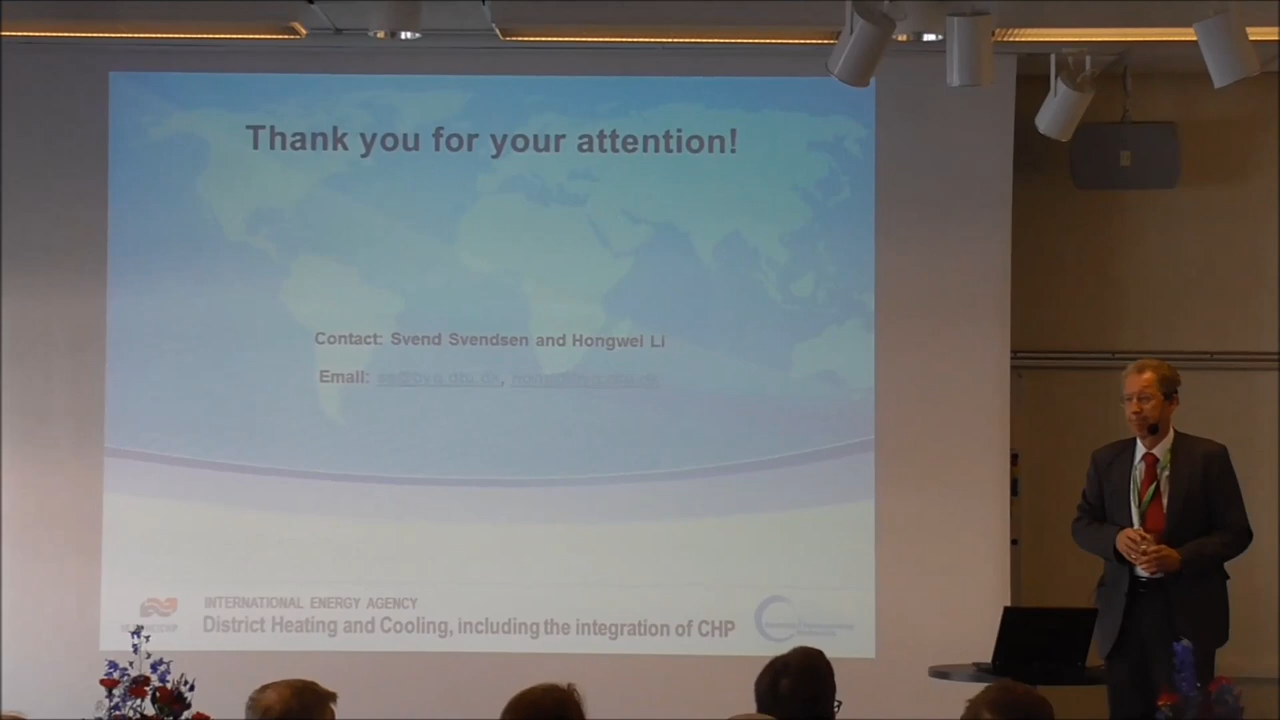 Thank you for your attention!
Contact: Svend Svendsen and Hongwei Li
Email:
INTERNATIONAL ENERGY AGENCY
District Heating and Cooling, including the integration of CHP